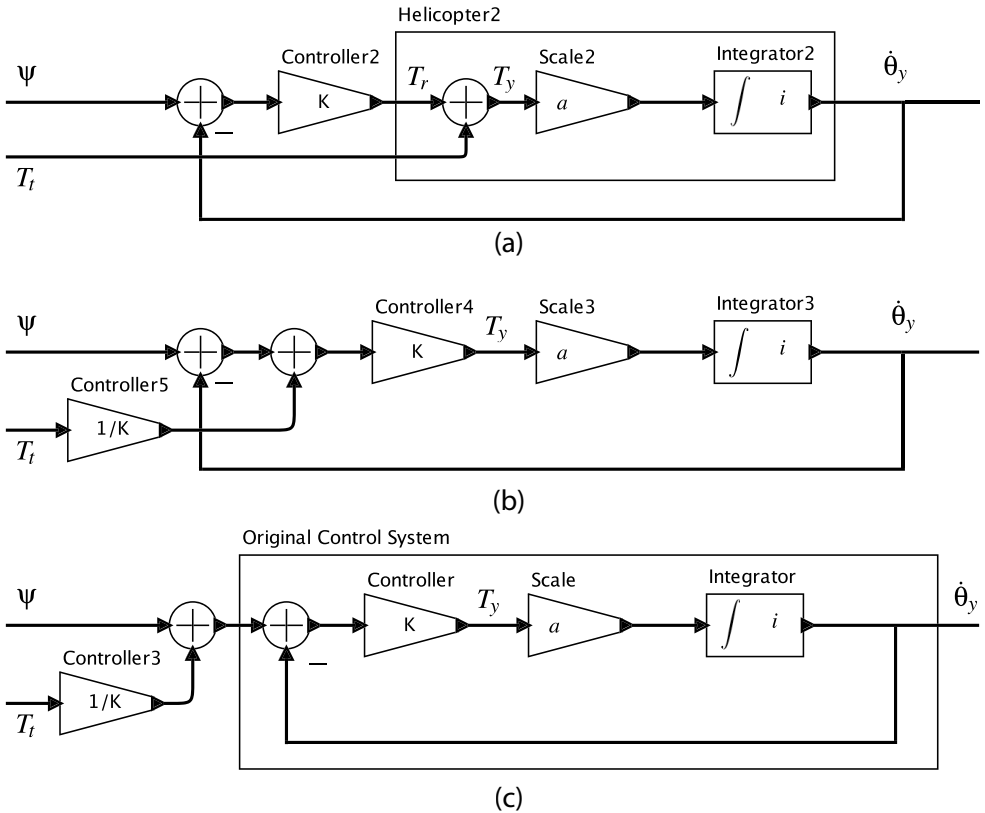 Helicopter2
ψ
Controller2
T_r
T_y
Scale2
Integrator2
θ̇_y
+
K
+
a
∫ i
−
T_t
(a)
ψ
Controller4
T_y
Scale3
Integrator3
θ̇_y
+
+
K
a
∫ i
−
Controller5
1/K
T_t
(b)
Original Control System
ψ
Controller
T_y
Scale
Integrator
θ̇_y
+
+
K
a
∫ i
−
Controller3
1/K
T_t
(c)